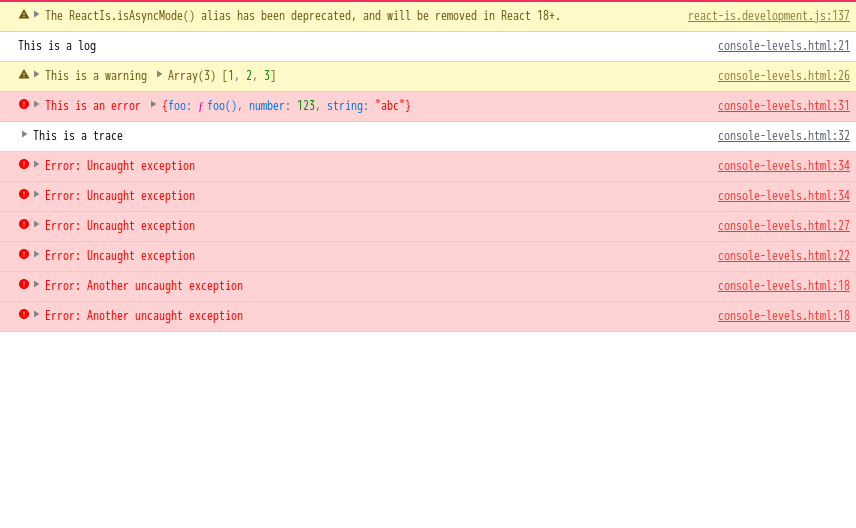 The ReactIs.isAsyncMode() alias has been deprecated, and will be removed in React 18+. react-is.development.js:137
This is a log console-levels.html:21
This is a warning Array(3) [1, 2, 3] console-levels.html:26
This is an error {foo: ƒ foo(), number: 123, string: "abc"} console-levels.html:31
This is a trace console-levels.html:32
Error: Uncaught exception console-levels.html:34
Error: Uncaught exception console-levels.html:34
Error: Uncaught exception console-levels.html:27
Error: Uncaught exception console-levels.html:22
Error: Another uncaught exception console-levels.html:18
Error: Another uncaught exception console-levels.html:18